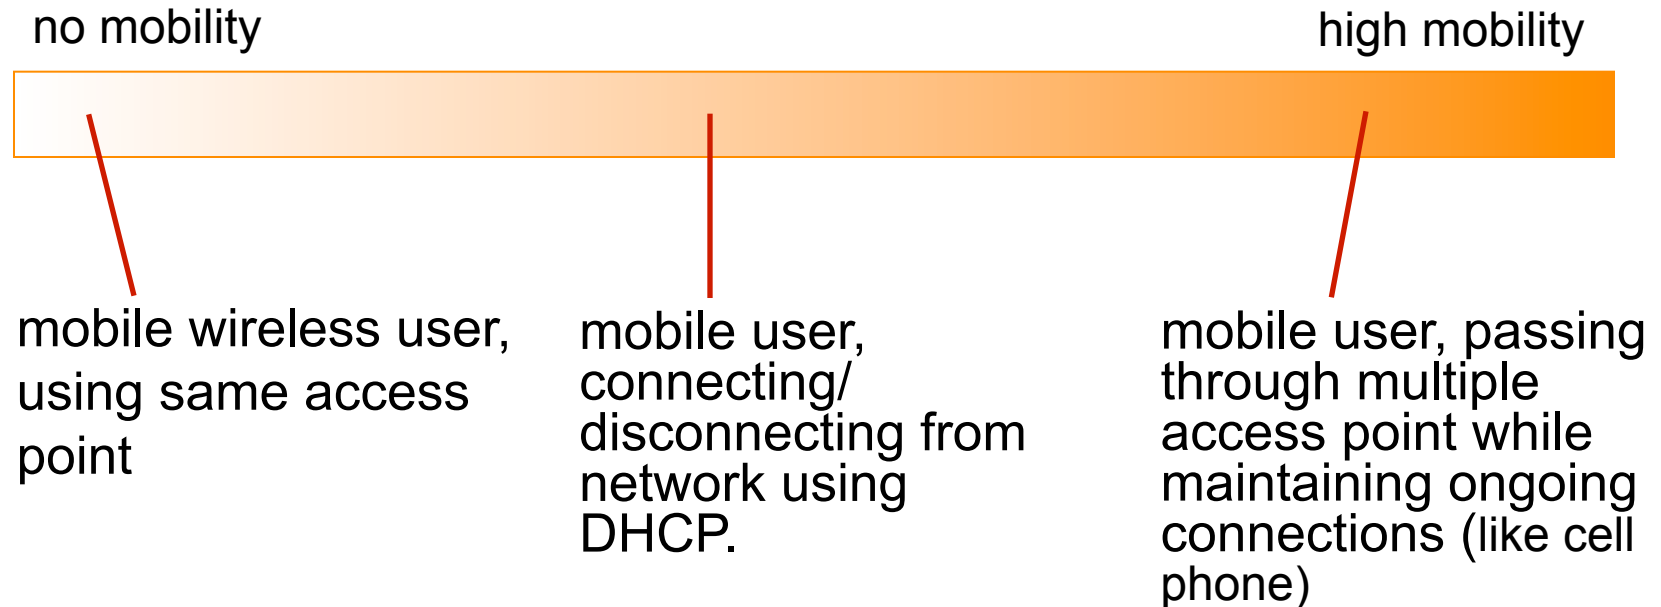 no mobility
high mobility
mobile wireless user,
using same access
point
mobile user,
connecting/
disconnecting from
network using
DHCP.
mobile user, passing
through multiple
access point while
maintaining ongoing
connections (like cell
phone)